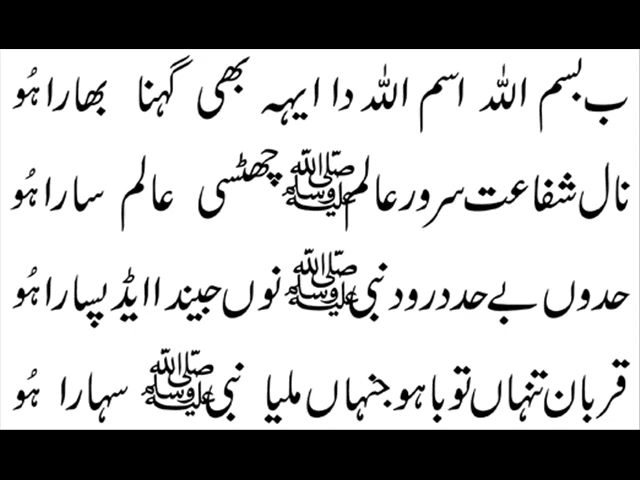 ب بسم اللہ اسم اللہ دا ایہہ بھی گہنا بھارا ہُو
نال شفاعت سرور عالم ﷺ چھٹسی عالم سارا ہُو
حدوں بے حد درود نبی ﷺ نوں جیندا ایڈ پسارا ہُو
قربان تنہاں تو باہو جنہاں ملیا نبی ﷺ سہارا ہُو